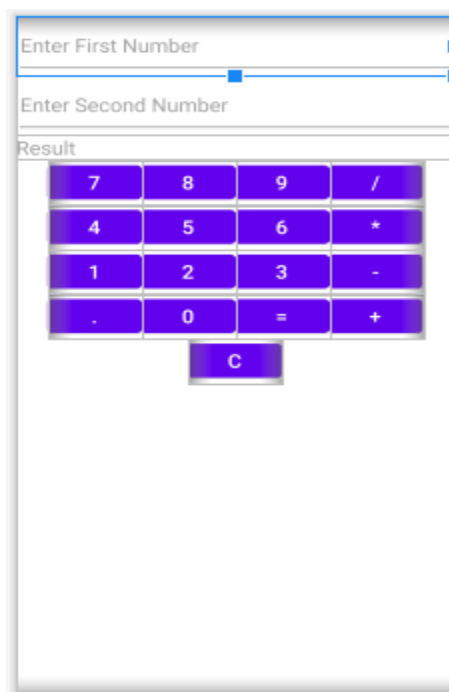 Enter First Number
Enter Second Number
Result
7 8 9 /
4 5 6 *
1 2 3 -
. 0 = +
C